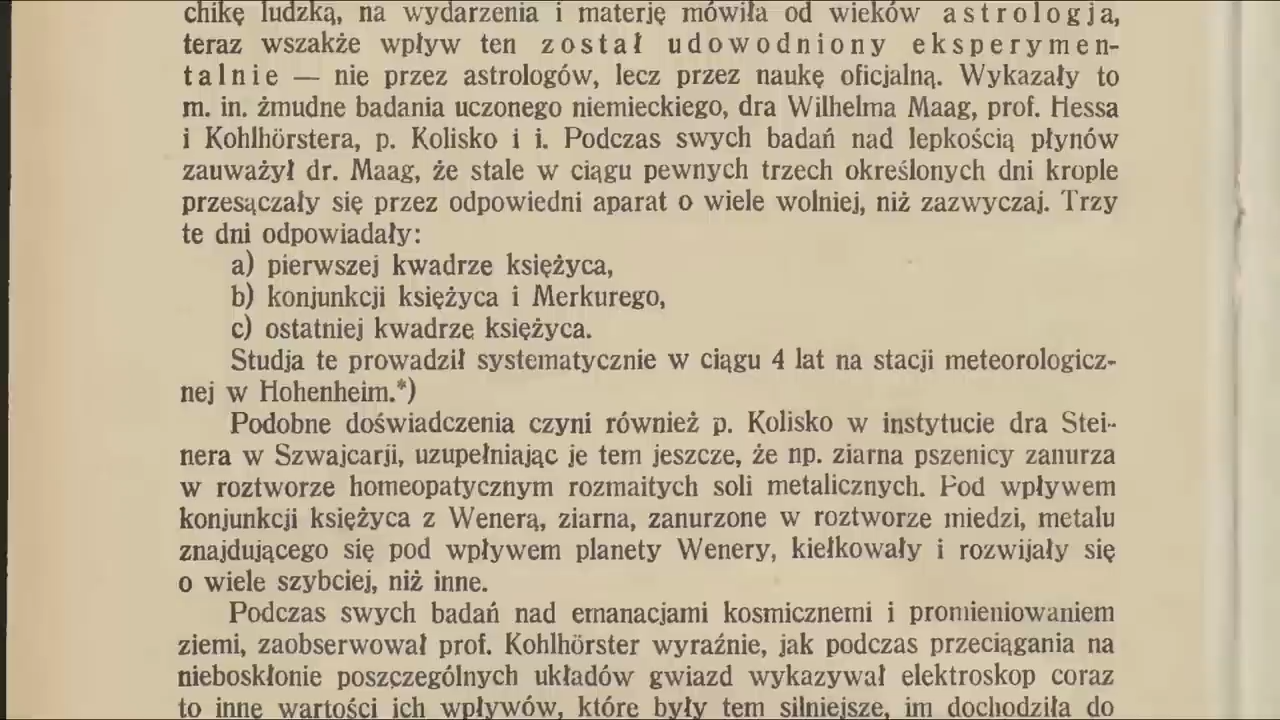 chikę ludzką, na wydarzenia i materję mówiła od wieków astrologja,
teraz wszakże wpływ ten został udowodniony eksperymen-
talnie — nie przez astrologów, lecz przez naukę oficjalną. Wykazały to
m. in. żmudne badania uczonego niemieckiego, dra Wilhelma Maag, prof. Hessa
i Kohlhörstera, p. Kolisko i i. Podczas swych badań nad lepkością płynów
zauważył dr. Maag, że stale w ciągu pewnych trzech określonych dni krople
przesączały się przez odpowiedni aparat o wiele wolniej, niż zazwyczaj. Trzy
te dni odpowiadały:
a) pierwszej kwadrze księżyca,
b) konjunkcji księżyca i Merkurego,
c) ostatniej kwadrze księżyca.
Studja te prowadził systematycznie w ciągu 4 lat na stacji meteorologicz-
nej w Hohenheim.*)
Podobne doświadczenia czyni również p. Kolisko w instytucie dra Stei-
nera w Szwajcarji, uzupełniając je tem jeszcze, że np. ziarna pszenicy zanurza
w roztworze homeopatycznym rozmaitych soli metalicznych. Pod wpływem
konjunkcji księżyca z Wenerą, ziarna, zanurzone w roztworze miedzi, metalu
znajdującego się pod wpływem planety Wenery, kiełkowały i rozwijały się
o wiele szybciej, niż inne.
Podczas swych badań nad emanacjami kosmicznemi i promieniowaniem
ziemi, zaobserwował prof. Kohlhörster wyraźnie, jak podczas przeciągania na
nieboskłonie poszczególnych układów gwiazd wykazywał elektroskop coraz
to inne wartości ich wpływów, które były tem silniejsze, im dochodziła do